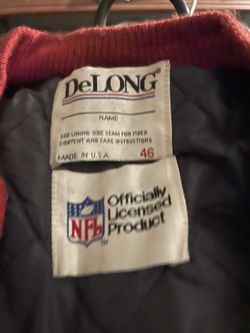 DeLONG®
NAME
SEE LINING SIDE SEAM FOR FIBER
CONTENT AND CARE INSTRUCTIONS
MADE IN U.S.A. 46
NFL
Officially
Licensed
Product